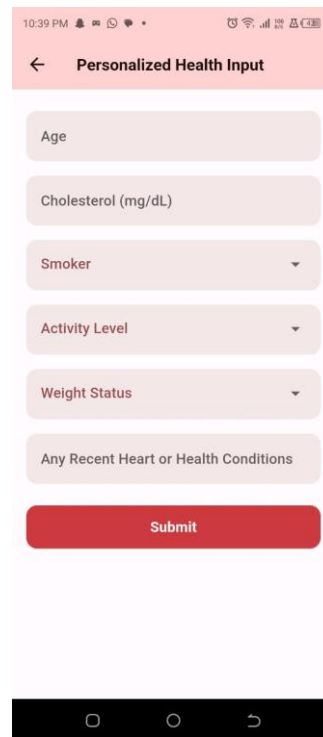 10:39 PM
Personalized Health Input
Age
Cholesterol (mg/dL)
Smoker
Activity Level
Weight Status
Any Recent Heart or Health Conditions
Submit